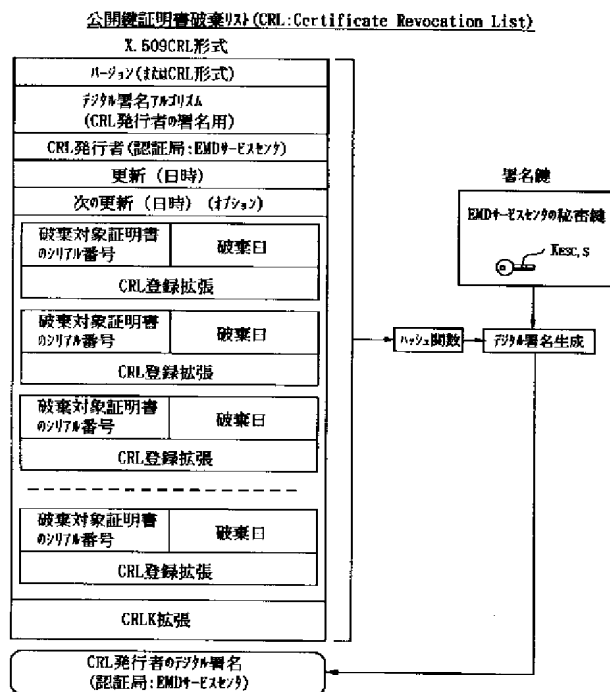 公開鍵証明書破棄リスト(CRL:Certificate Revocation List)
X.509CRL形式
バージョン(またはCRL形式)
デジタル署名アルゴリズム
(CRL発行者の署名用)
CRL発行者(認証局:EMDサービスセンタ)
更新 (日時)
次の更新 (日時) (オプション)
破棄対象証明書
のシリアル番号
破棄日
CRL登録拡張
破棄対象証明書
のシリアル番号
破棄日
CRL登録拡張
破棄対象証明書
のシリアル番号
破棄日
CRL登録拡張
破棄対象証明書
のシリアル番号
破棄日
CRL登録拡張
CRLK拡張
CRL発行者のデジタル署名
(認証局:EMDサービスセンタ)
署名鍵
EMDサービスセンタの秘密鍵
KESC,S
ハッシュ関数
デジタル署名生成